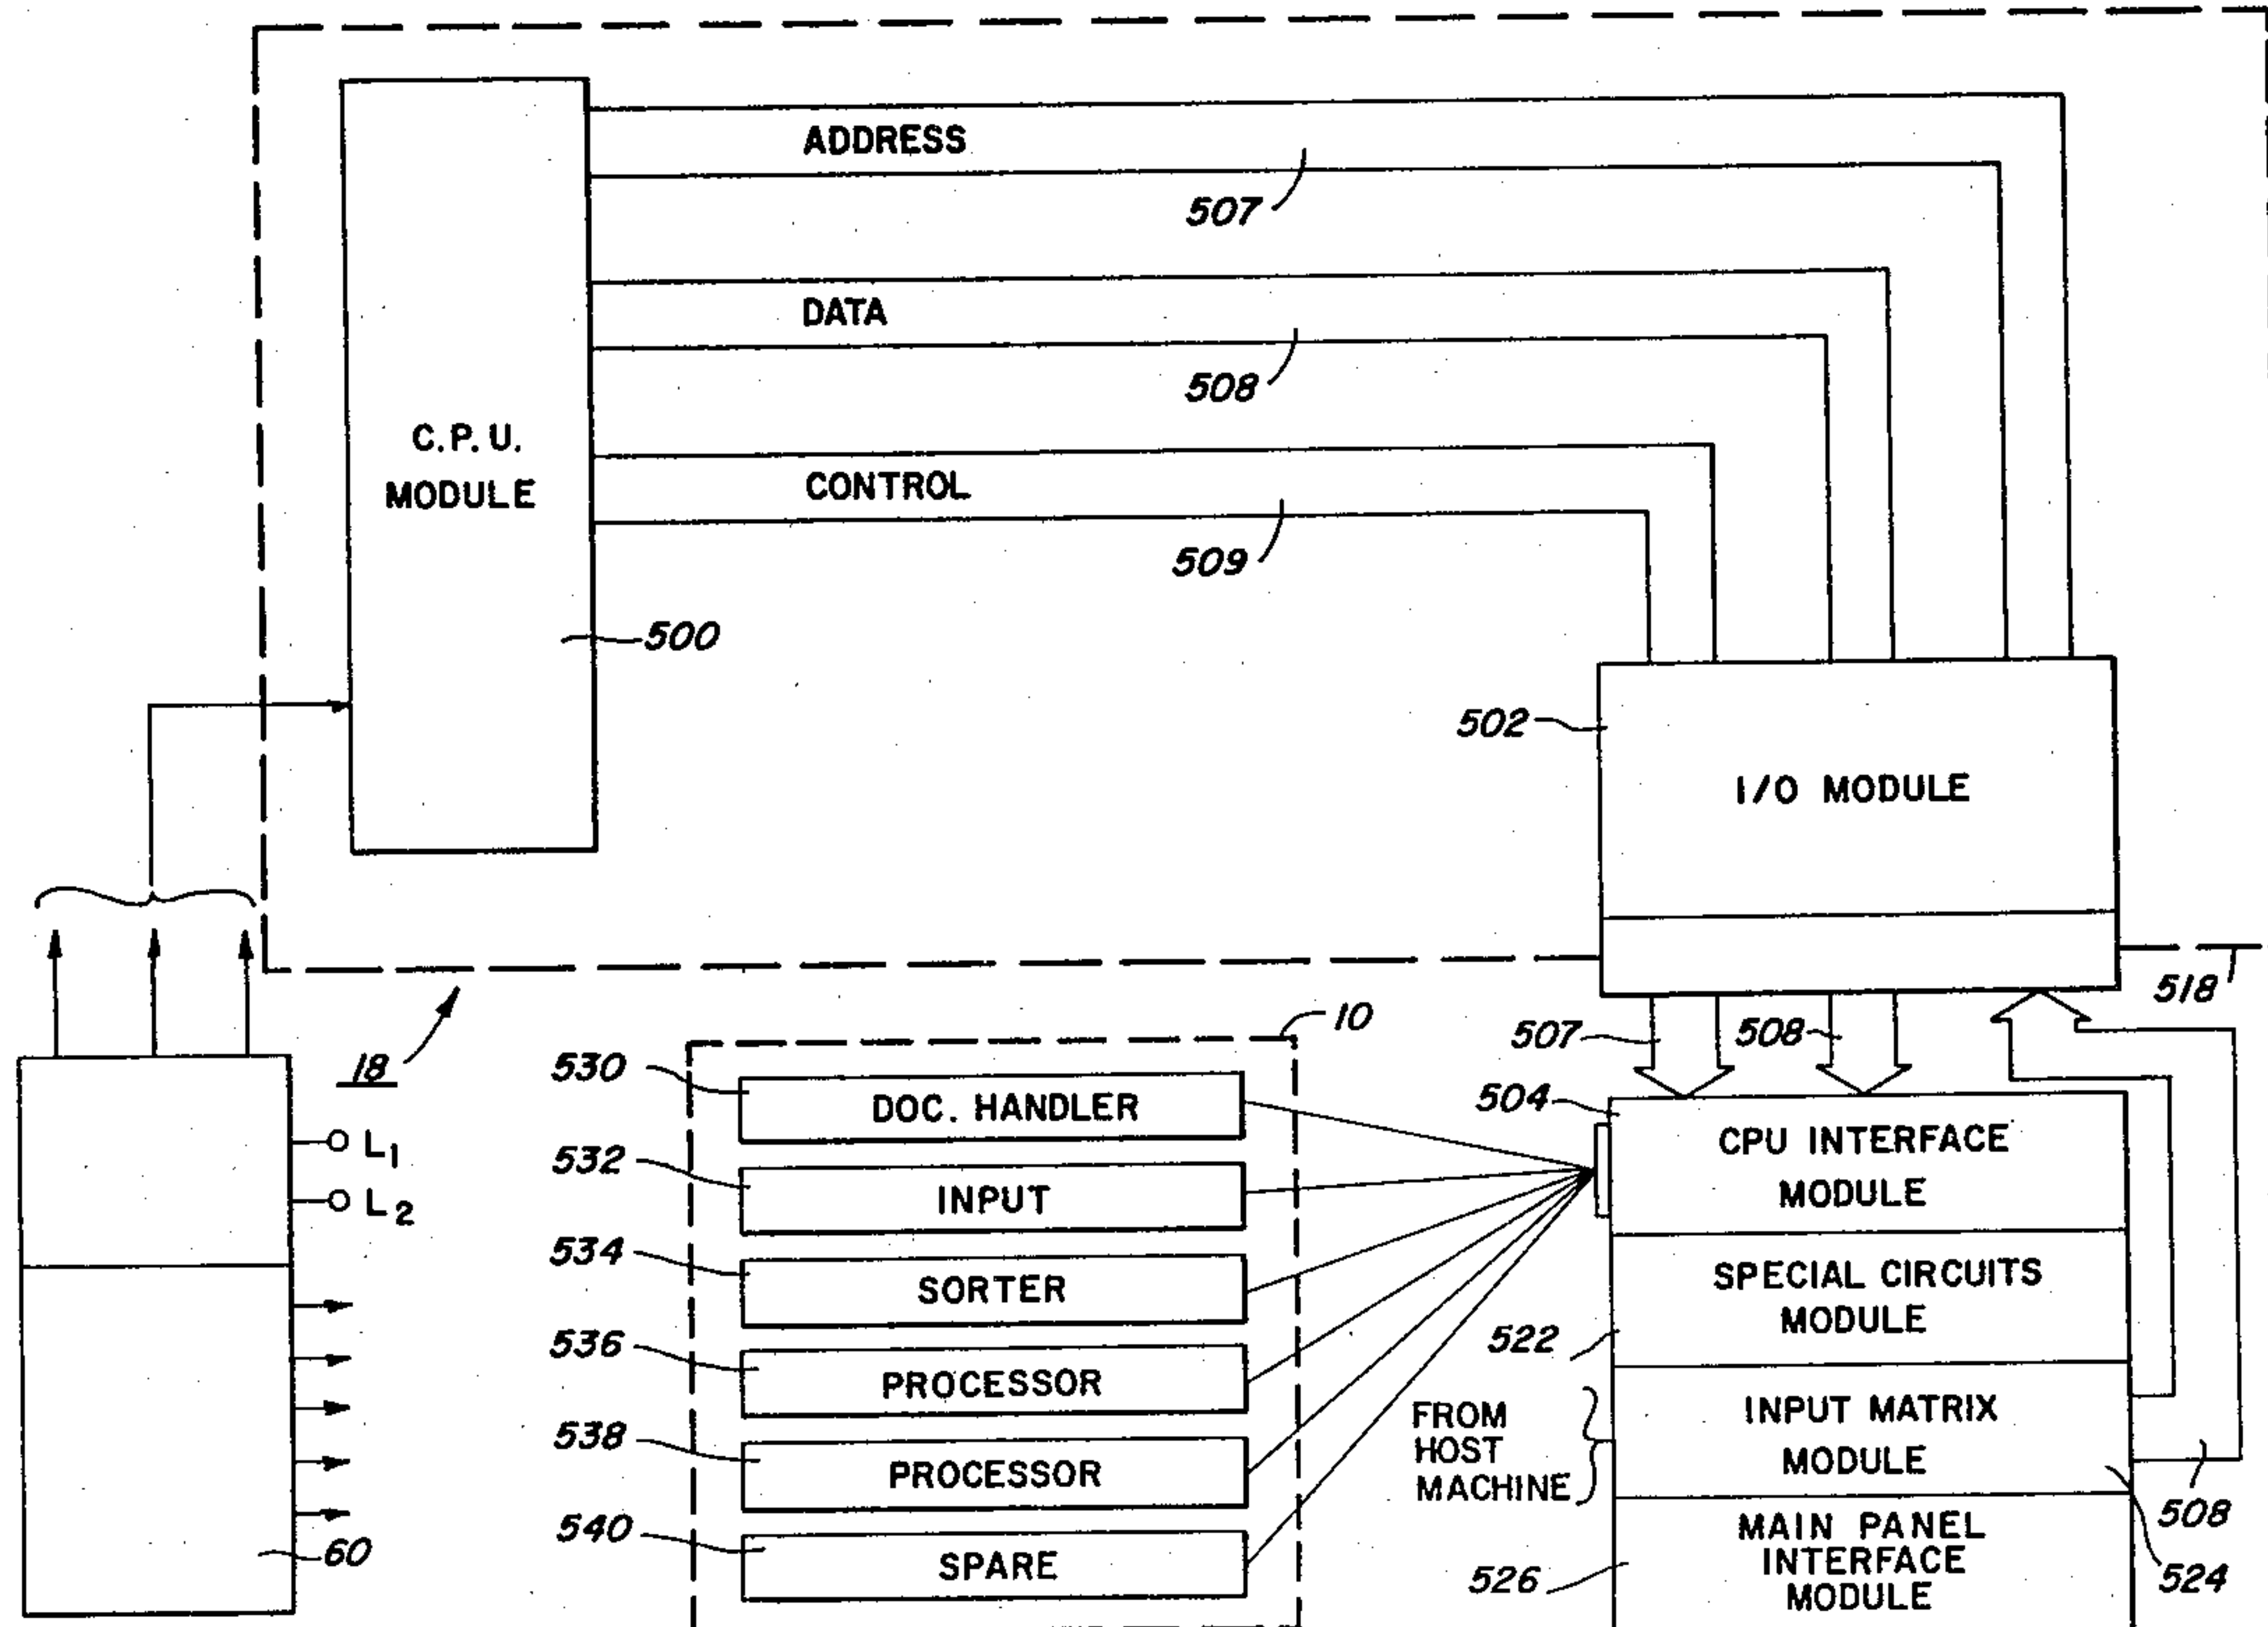 ADDRESS
507
DATA
508
C.P.U.
MODULE
CONTROL
509
500
502
I/O MODULE
518
18
10
507
508
530
DOC. HANDLER
504
CPU INTERFACE
MODULE
L1
532
INPUT
L2
534
SORTER
SPECIAL CIRCUITS
MODULE
522
536
PROCESSOR
FROM
HOST
MACHINE
INPUT MATRIX
MODULE
538
PROCESSOR
508
540
SPARE
60
MAIN PANEL
INTERFACE
MODULE
526
524